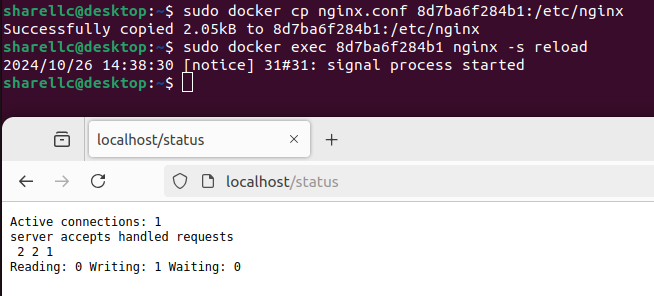 sharellc@desktop:~$ sudo docker cp nginx.conf 8d7ba6f284b1:/etc/nginx
Successfully copied 2.05kB to 8d7ba6f284b1:/etc/nginx
sharellc@desktop:~$ sudo docker exec 8d7ba6f284b1 nginx -s reload
2024/10/26 14:38:30 [notice] 31#31: signal process started
sharellc@desktop:~$
localhost/status
localhost/status
Active connections: 1
server accepts handled requests
 2 2 1
Reading: 0 Writing: 1 Waiting: 0